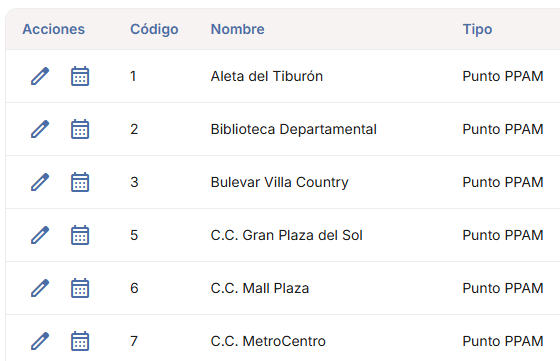 Acciones Código Nombre Tipo
1 Aleta del Tiburón Punto PPAM
2 Biblioteca Departamental Punto PPAM
3 Bulevar Villa Country Punto PPAM
5 C.C. Gran Plaza del Sol Punto PPAM
6 C.C. Mall Plaza Punto PPAM
7 C.C. MetroCentro Punto PPAM